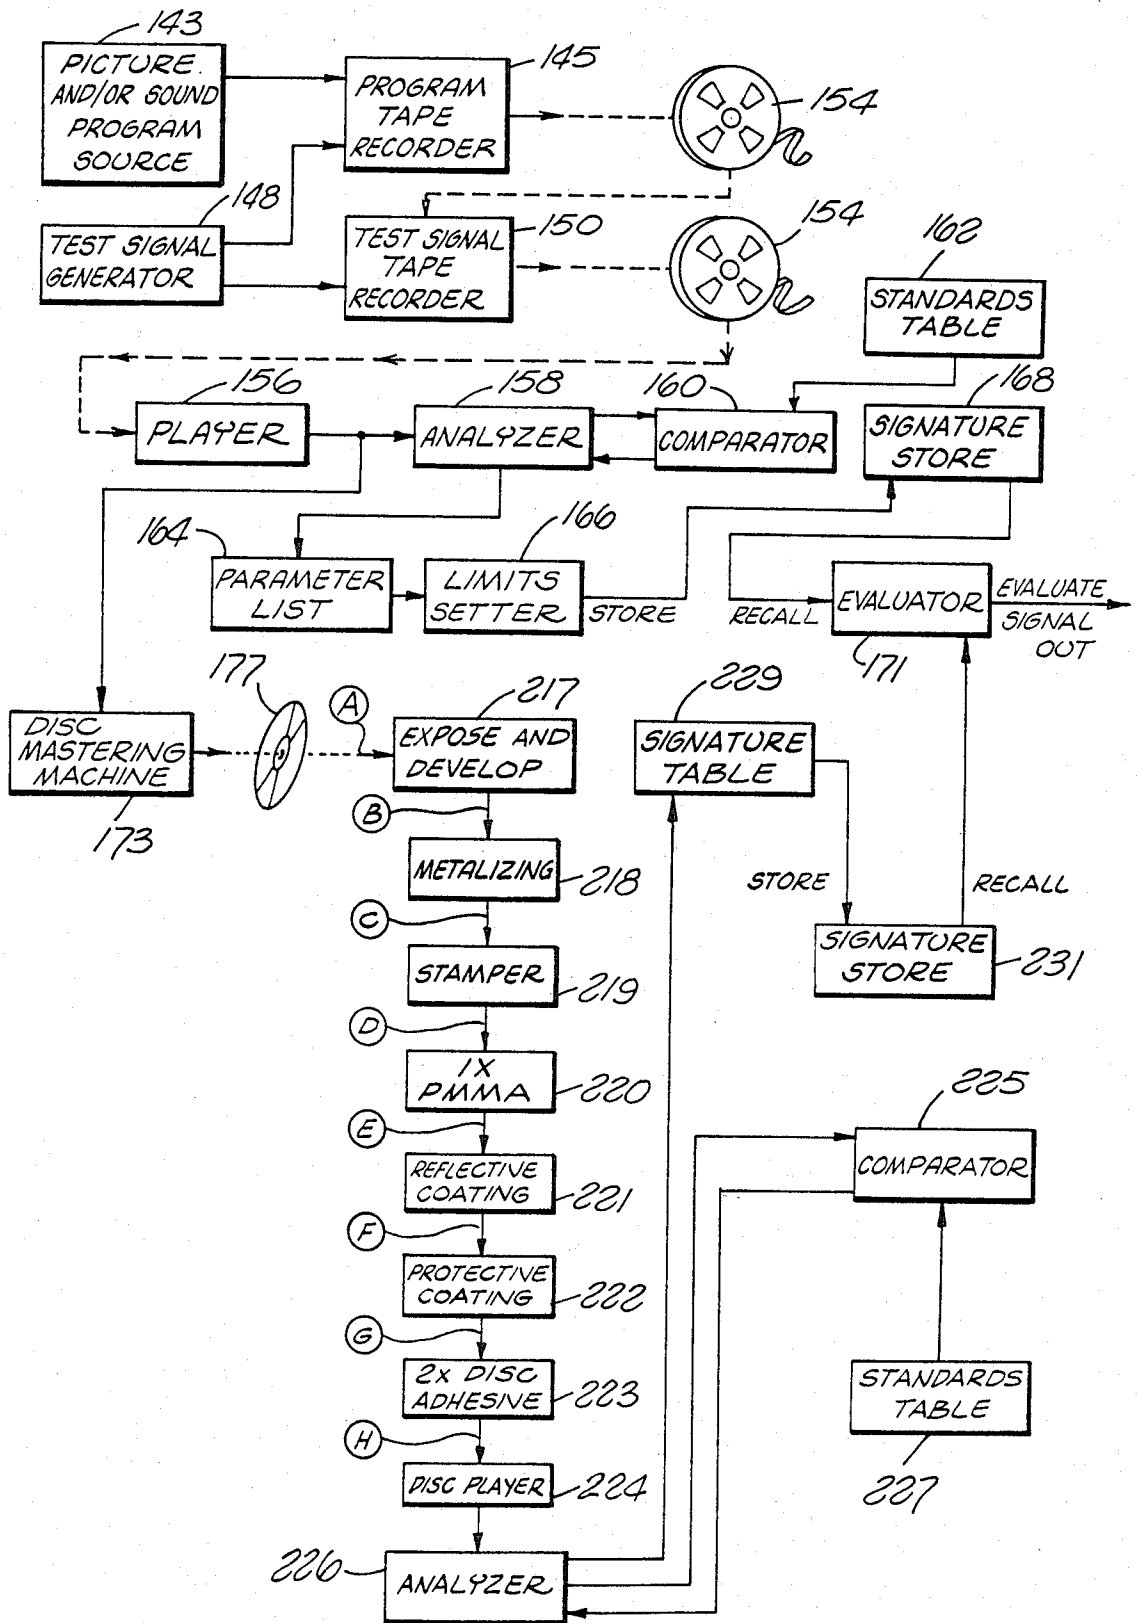 143
PICTURE
AND/OR SOUND
PROGRAM
SOURCE
145
PROGRAM
TAPE
RECORDER
154
148
TEST SIGNAL
GENERATOR
150
TEST SIGNAL
TAPE
RECORDER
154
162
STANDARDS
TABLE
156
PLAYER
158
ANALYZER
160
COMPARATOR
168
SIGNATURE
STORE
164
PARAMETER
LIST
166
LIMITS
SETTER
STORE
RECALL
EVALUATOR
171
EVALUATE
SIGNAL
OUT
DISC
MASTERING
MACHINE
173
177
A
217
EXPOSE AND
DEVELOP
229
SIGNATURE
TABLE
B
METALIZING
218
STORE
RECALL
C
STAMPER
219
SIGNATURE
STORE
231
D
1X
PMMA
220
E
REFLECTIVE
COATING
221
225
COMPARATOR
F
PROTECTIVE
COATING
222
G
2X DISC
ADHESIVE
223
STANDARDS
TABLE
227
H
DISC PLAYER
224
226
ANALYZER